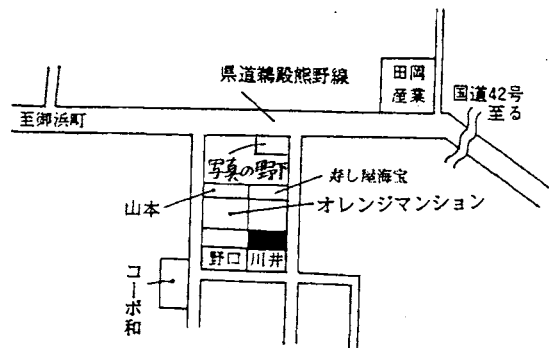 県道鵜殿熊野線
田岡
産業
国道42号
至る
至御浜町
写真の野下
寿し屋海宝
山本
オレンジマンション
野口
川井
コーポ和